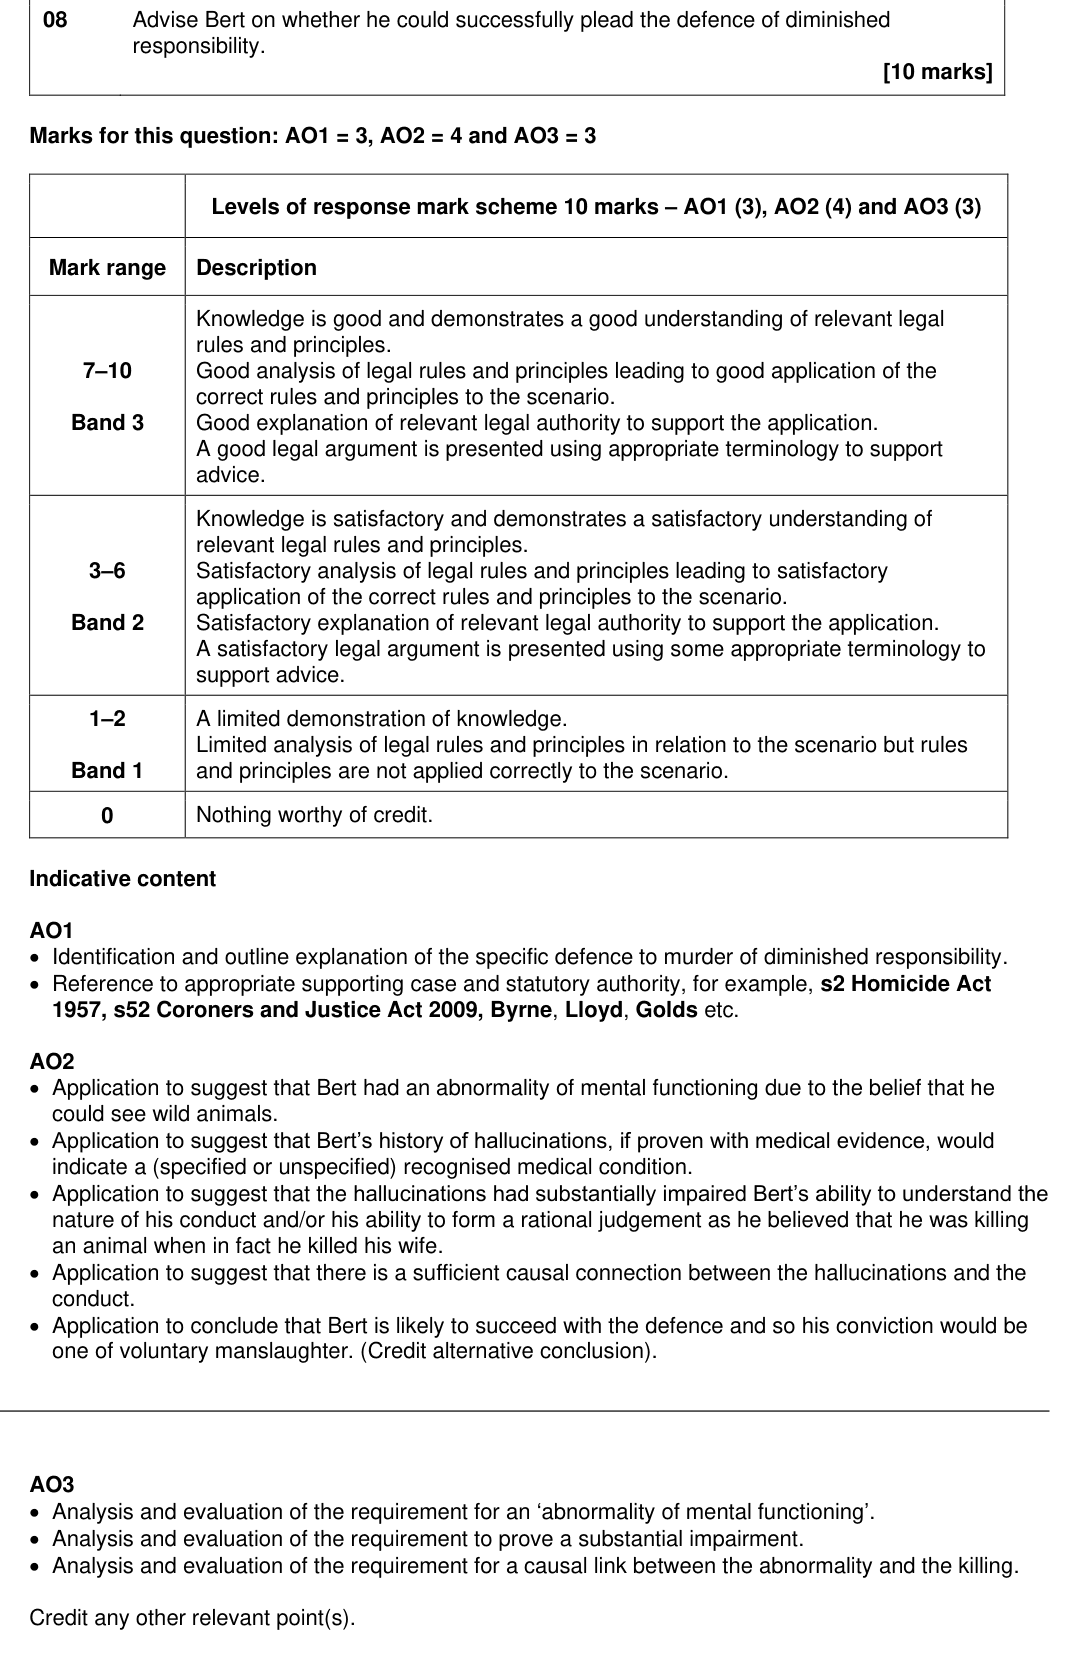 08 Advise Bert on whether he could successfully plead the defence of diminished
responsibility.
[10 marks]
Marks for this question: AO1 = 3, AO2 = 4 and AO3 = 3
Levels of response mark scheme 10 marks – AO1 (3), AO2 (4) and AO3 (3)
Mark range Description
Knowledge is good and demonstrates a good understanding of relevant legal
rules and principles.
7–10 Good analysis of legal rules and principles leading to good application of the
correct rules and principles to the scenario.
Band 3 Good explanation of relevant legal authority to support the application.
A good legal argument is presented using appropriate terminology to support
advice.
Knowledge is satisfactory and demonstrates a satisfactory understanding of
relevant legal rules and principles.
3–6 Satisfactory analysis of legal rules and principles leading to satisfactory
application of the correct rules and principles to the scenario.
Band 2 Satisfactory explanation of relevant legal authority to support the application.
A satisfactory legal argument is presented using some appropriate terminology to
support advice.
1–2 A limited demonstration of knowledge.
Limited analysis of legal rules and principles in relation to the scenario but rules
Band 1 and principles are not applied correctly to the scenario.
0 Nothing worthy of credit.
Indicative content
AO1
• Identification and outline explanation of the specific defence to murder of diminished responsibility.
• Reference to appropriate supporting case and statutory authority, for example, s2 Homicide Act
1957, s52 Coroners and Justice Act 2009, Byrne, Lloyd, Golds etc.
AO2
• Application to suggest that Bert had an abnormality of mental functioning due to the belief that he
could see wild animals.
• Application to suggest that Bert’s history of hallucinations, if proven with medical evidence, would
indicate a (specified or unspecified) recognised medical condition.
• Application to suggest that the hallucinations had substantially impaired Bert’s ability to understand the
nature of his conduct and/or his ability to form a rational judgement as he believed that he was killing
an animal when in fact he killed his wife.
• Application to suggest that there is a sufficient causal connection between the hallucinations and the
conduct.
• Application to conclude that Bert is likely to succeed with the defence and so his conviction would be
one of voluntary manslaughter. (Credit alternative conclusion).
AO3
• Analysis and evaluation of the requirement for an ‘abnormality of mental functioning’.
• Analysis and evaluation of the requirement to prove a substantial impairment.
• Analysis and evaluation of the requirement for a causal link between the abnormality and the killing.
Credit any other relevant point(s).